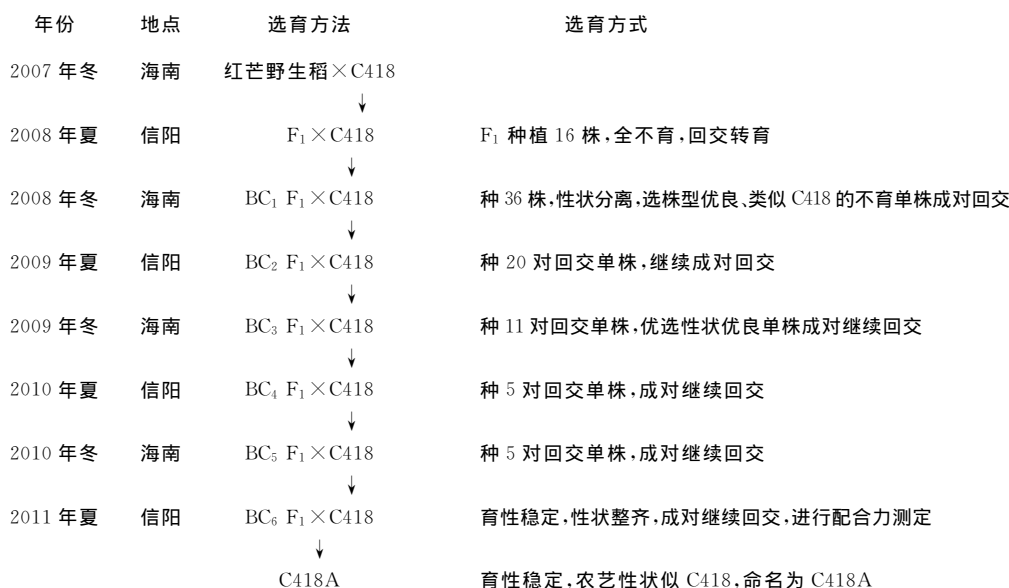 年份 地点 选育方法 选育方式
2007 年冬 海南 红芒野生稻×C418
↓
2008 年夏 信阳 F₁×C418 F₁ 种植 16 株,全不育,回交转育
↓
2008 年冬 海南 BC₁ F₁×C418 种 36 株,性状分离,选株型优良、类似 C418 的不育单株成对回交
↓
2009 年夏 信阳 BC₂ F₁×C418 种 20 对回交单株,继续成对回交
↓
2009 年冬 海南 BC₃ F₁×C418 种 11 对回交单株,优选性状优良单株成对继续回交
↓
2010 年夏 信阳 BC₄ F₁×C418 种 5 对回交单株,成对继续回交
↓
2010 年冬 海南 BC₅ F₁×C418 种 5 对回交单株,成对继续回交
↓
2011 年夏 信阳 BC₆ F₁×C418 育性稳定,性状整齐,成对继续回交,进行配合力测定
↓
C418A 育性稳定,农艺性状似 C418,命名为 C418A